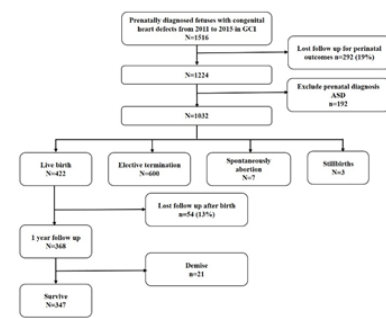 Prenatally diagnosed fetuses with congenital
heart defects from 2011 to 2015 in GCI
N=1516
Lost follow up for perinatal
outcomes n=292 (19%)
N=1224
Exclude prenatal diagnosis
ASD
n=192
N=1032
Live birth
N=422
Elective termination
N=600
Spontaneously
abortion
N=7
Stillbirths
N=3
Lost follow up after birth
n=54 (13%)
1 year follow up
N=368
Demise
n=21
Survive
N=347